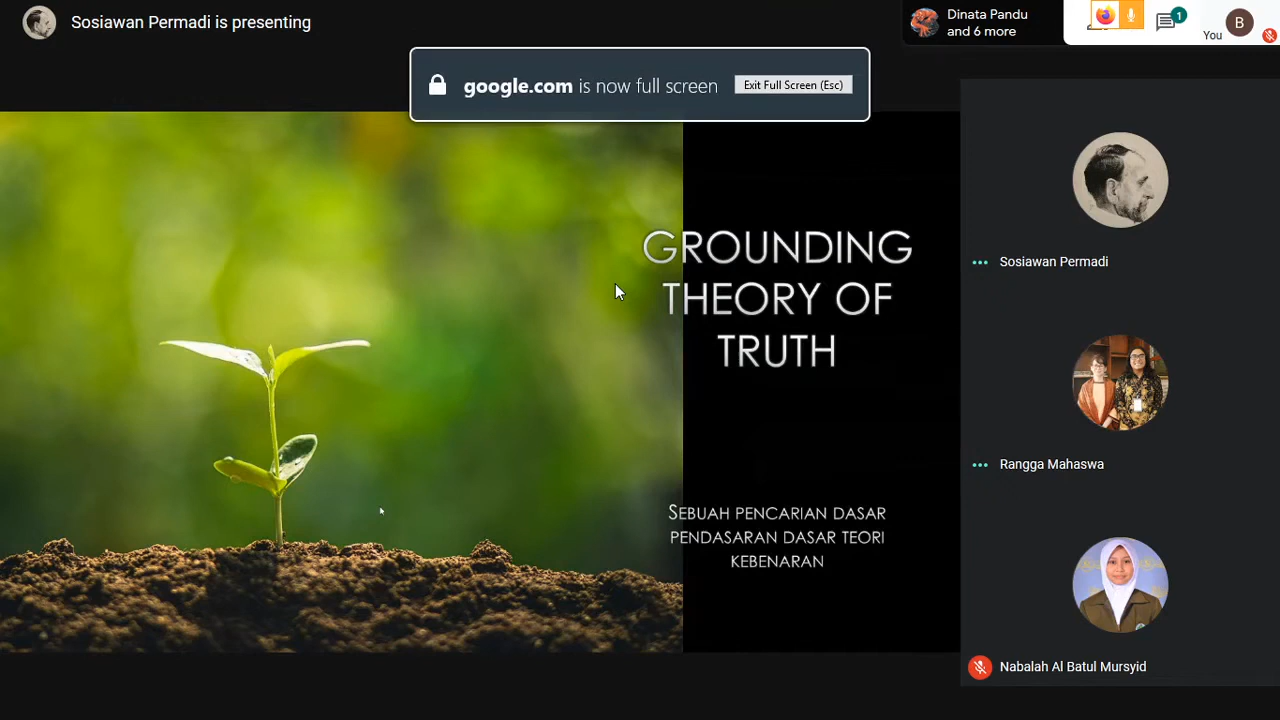 Sosiawan Permadi is presenting
Dinata Pandu
and 6 more
1
You
B
google.com is now full screen
Exit Full Screen (Esc)
GROUNDING
THEORY OF
TRUTH
SEBUAH PENCARIAN DASAR
PENDASARAN DASAR TEORI
KEBENARAN
Sosiawan Permadi
Rangga Mahaswa
Nabalah Al Batul Mursyid